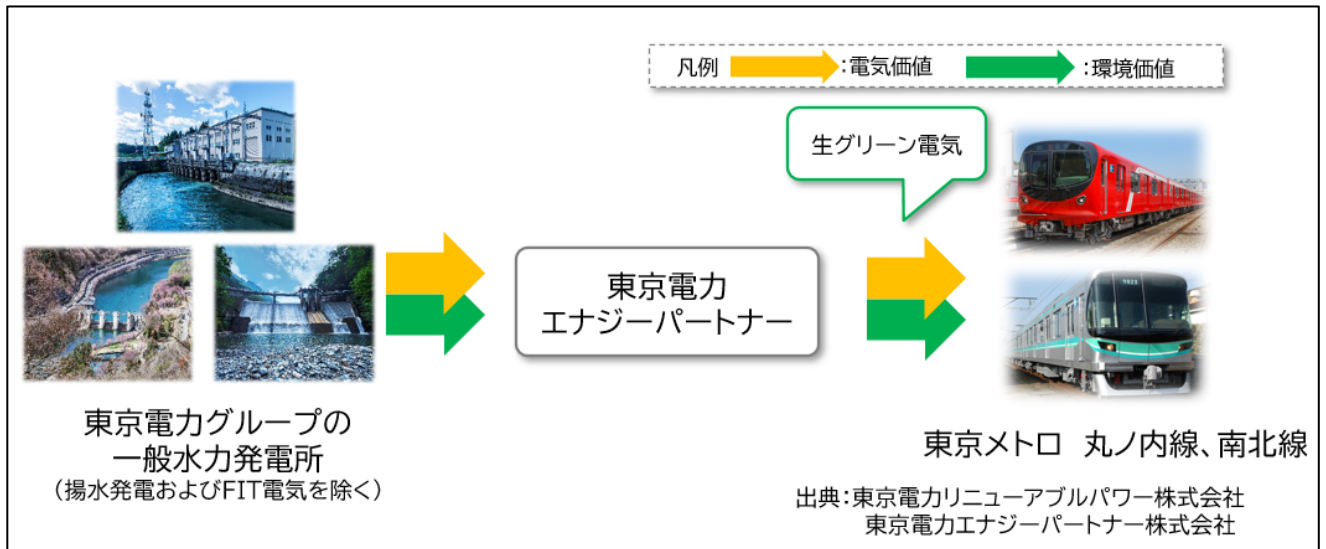 凡例 :電気価値 :環境価値
生グリーン電気
東京電力
エナジーパートナー
東京電力グループの
一般水力発電所
(揚水発電およびFIT電気を除く)
東京メトロ 丸ノ内線、南北線
出典:東京電力リニューアブルパワー株式会社
東京電力エナジーパートナー株式会社